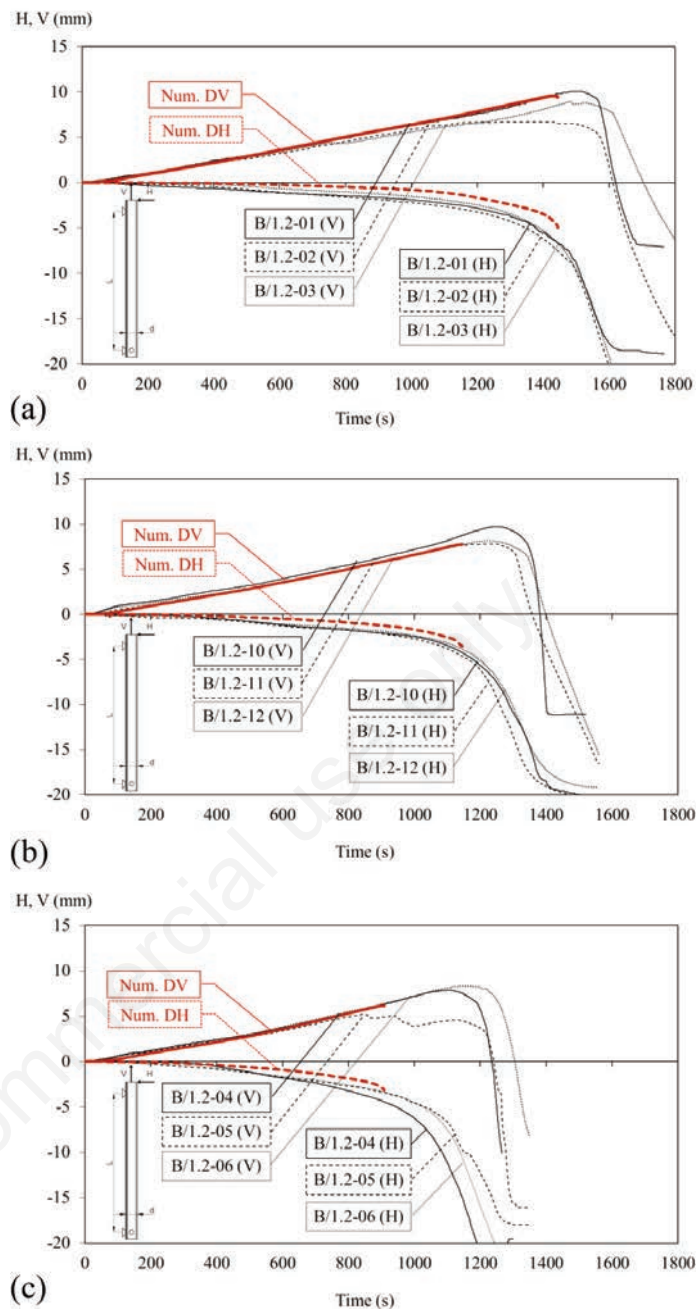 H, V (mm)
15
10
5
0
-5
-10
-15
-20
Num. DV
Num. DH
V
H
B/1.2-01 (V)
B/1.2-02 (V)
B/1.2-03 (V)
B/1.2-01 (H)
B/1.2-02 (H)
B/1.2-03 (H)
L
d
0 200 400 600 800 1000 1200 1400 1600 1800
(a)
Time (s)
H, V (mm)
15
10
5
0
-5
-10
-15
-20
Num. DV
Num. DH
V
H
B/1.2-10 (V)
B/1.2-11 (V)
B/1.2-12 (V)
B/1.2-10 (H)
B/1.2-11 (H)
B/1.2-12 (H)
L
d
0 200 400 600 800 1000 1200 1400 1600 1800
(b)
Time (s)
H, V (mm)
15
10
5
0
-5
-10
-15
-20
Num. DV
Num. DH
V
H
B/1.2-04 (V)
B/1.2-05 (V)
B/1.2-06 (V)
B/1.2-04 (H)
B/1.2-05 (H)
B/1.2-06 (H)
L
d
0 200 400 600 800 1000 1200 1400 1600 1800
(c)
Time (s)
ommercial use only